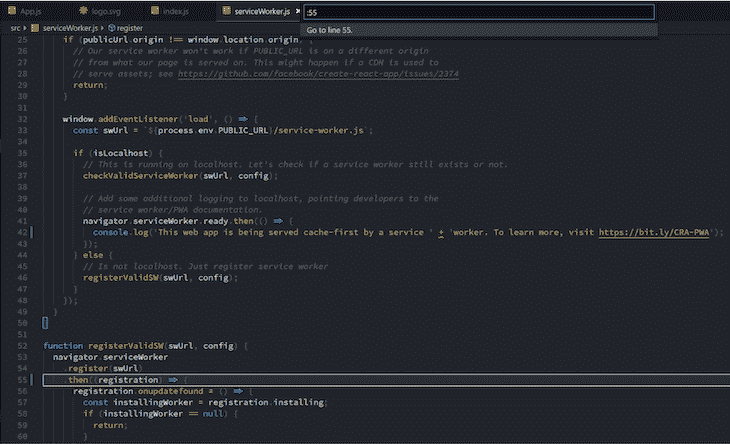 App.js logo.svg index.js serviceWorker.js ×
:55
Go to line 55.
src > serviceWorker.js > register
25 if (publicUrl.origin !== window.location.origin) {
26 // Our service worker won't work if PUBLIC_URL is on a different origin
27 // from what our page is served on. This might happen if a CDN is used to
28 // serve assets; see https://github.com/facebook/create-react-app/issues/2374
29 return;
30 }
31
32 window.addEventListener('load', () => {
33 const swUrl = `${process.env.PUBLIC_URL}/service-worker.js`;
34
35 if (isLocalhost) {
36 // This is running on localhost. Let's check if a service worker still exists or not.
37 checkValidServiceWorker(swUrl, config);
38
39 // Add some additional logging to localhost, pointing developers to the
40 // service worker/PWA documentation.
41 navigator.serviceWorker.ready.then(() => {
42 console.log('This web app is being served cache-first by a service ' + 'worker. To learn more, visit https://bit.ly/CRA-PWA');
43 });
44 } else {
45 // Is not localhost. Just register service worker
46 registerValidSW(swUrl, config);
47 }
48 });
49 }
50 }
51
52 function registerValidSW(swUrl, config) {
53 navigator.serviceWorker
54 .register(swUrl)
55 .then((registration) => {
56 registration.onupdatefound = () => {
57 const installingWorker = registration.installing;
58 if (installingWorker == null) {
59 return;
60 }